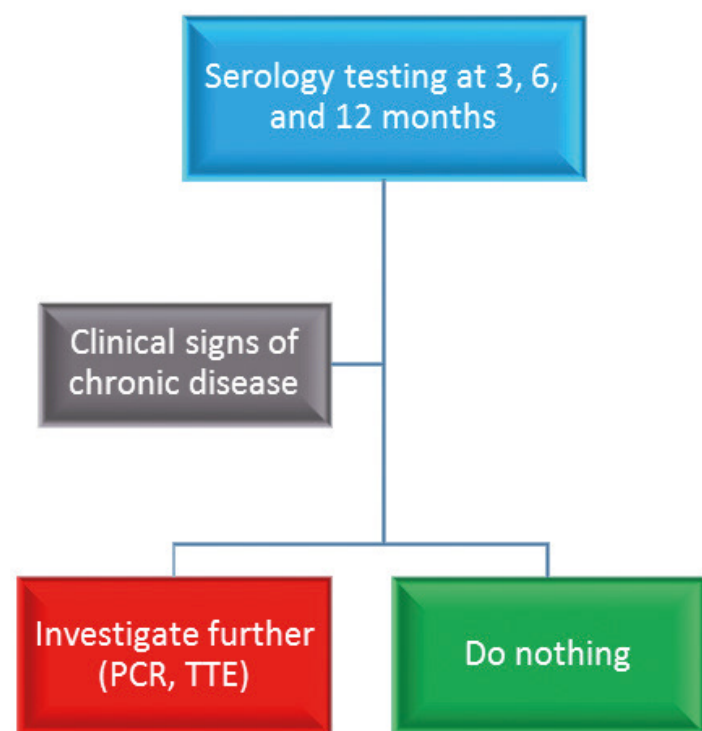 Serology testing at 3, 6,
and 12 months
Clinical signs of
chronic disease
Investigate further
(PCR, TTE)
Do nothing